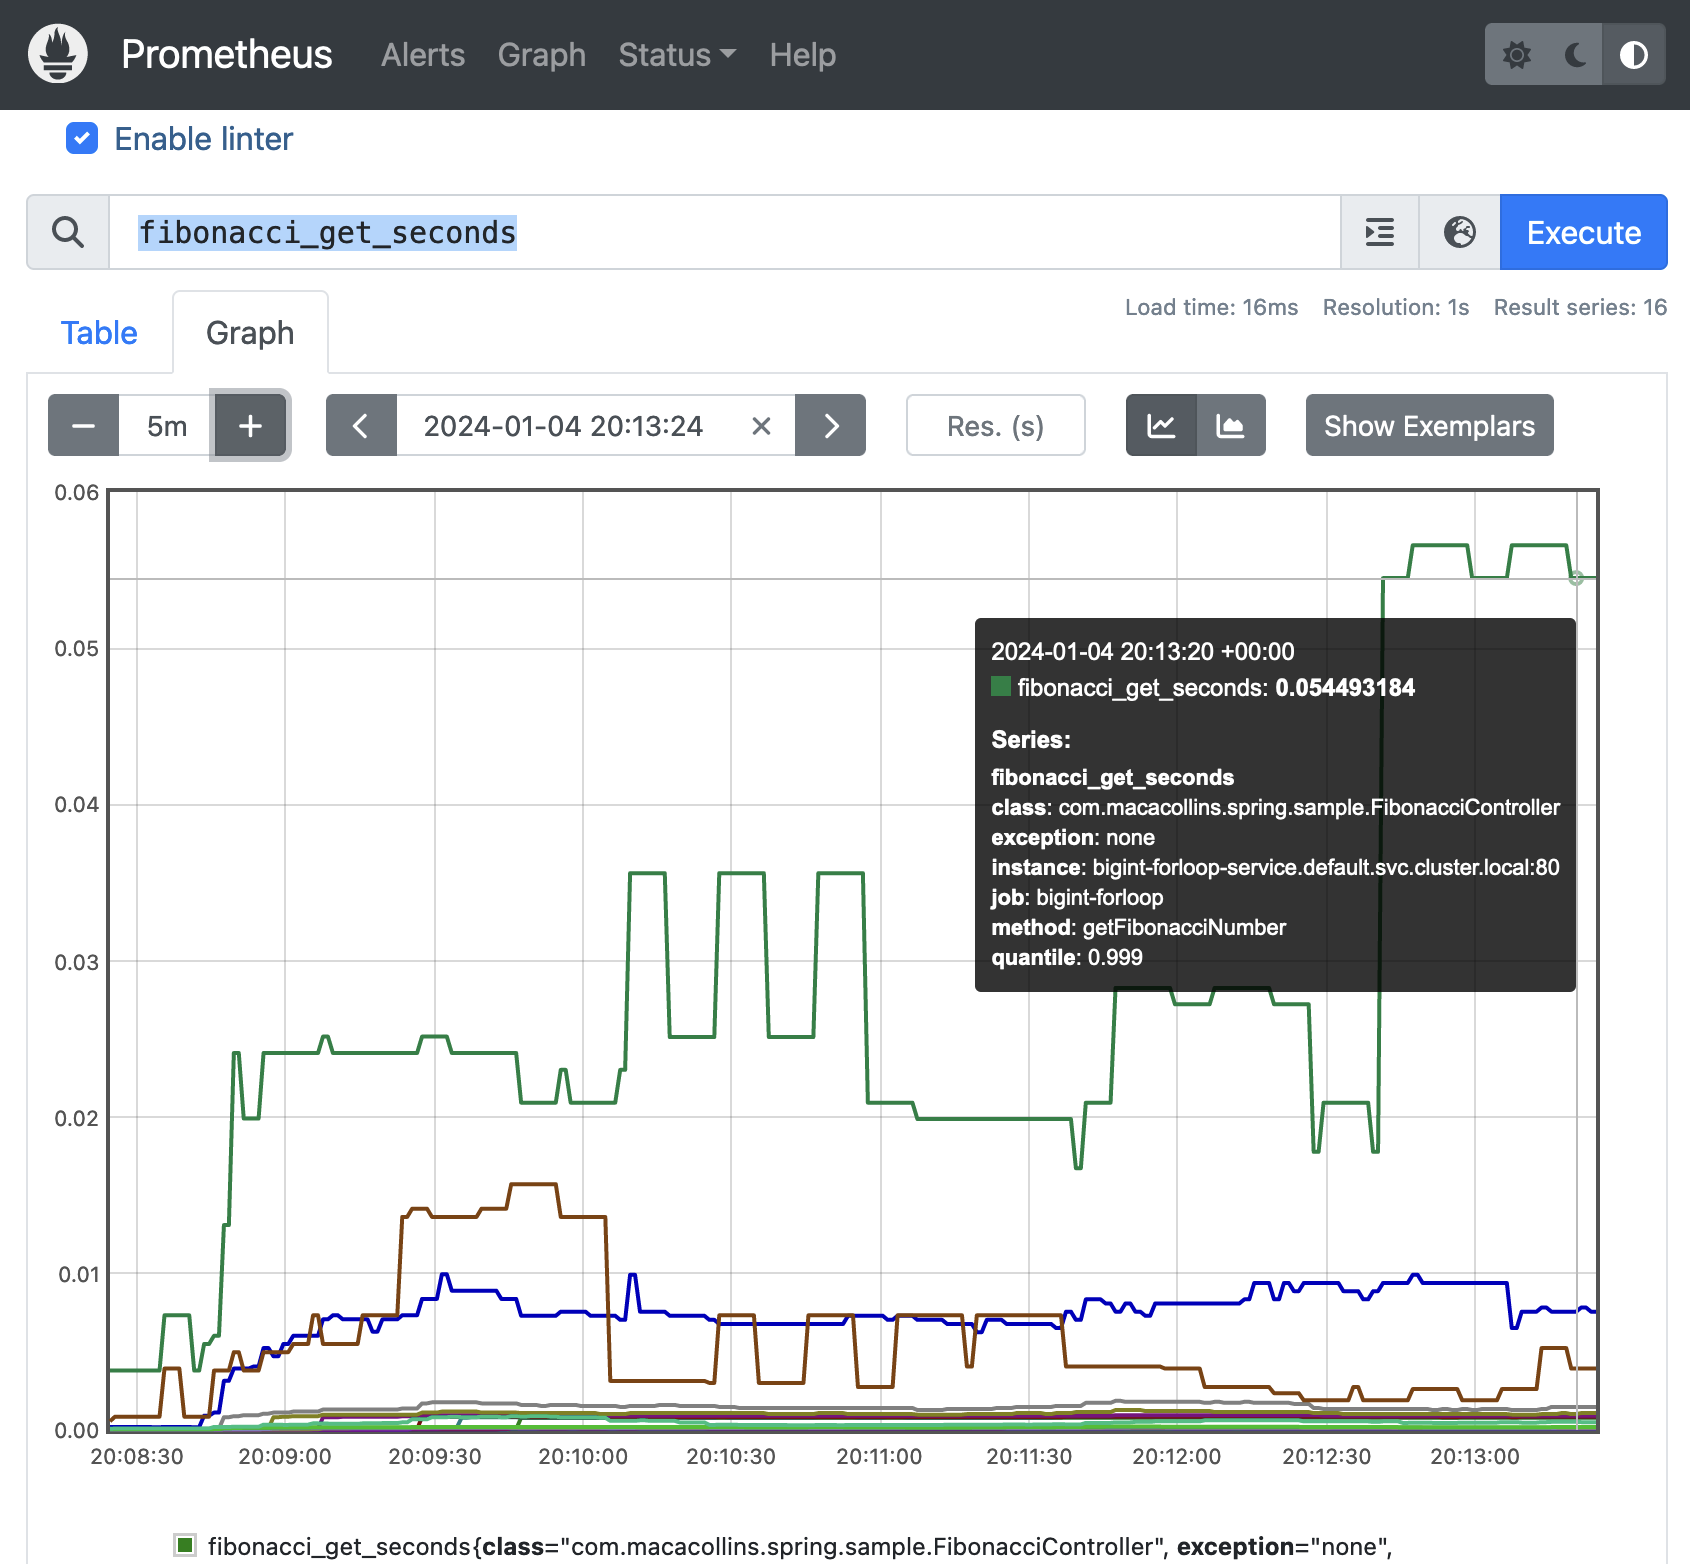 Prometheus Alerts Graph Status Help
Enable linter
fibonacci_get_seconds Execute
Load time: 16ms Resolution: 1s Result series: 16
Table Graph
5m 2024-01-04 20:13:24 Res. (s) Show Exemplars
0.06
0.05
0.04
0.03
0.02
0.01
0.00
2024-01-04 20:13:20 +00:00
fibonacci_get_seconds: 0.054493184
Series:
fibonacci_get_seconds
class: com.macacollins.spring.sample.FibonacciController
exception: none
instance: bigint-forloop-service.default.svc.cluster.local:80
job: bigint-forloop
method: getFibonacciNumber
quantile: 0.999
20:08:30 20:09:00 20:09:30 20:10:00 20:10:30 20:11:00 20:11:30 20:12:00 20:12:30 20:13:00
fibonacci_get_seconds{class="com.macacollins.spring.sample.FibonacciController", exception="none",